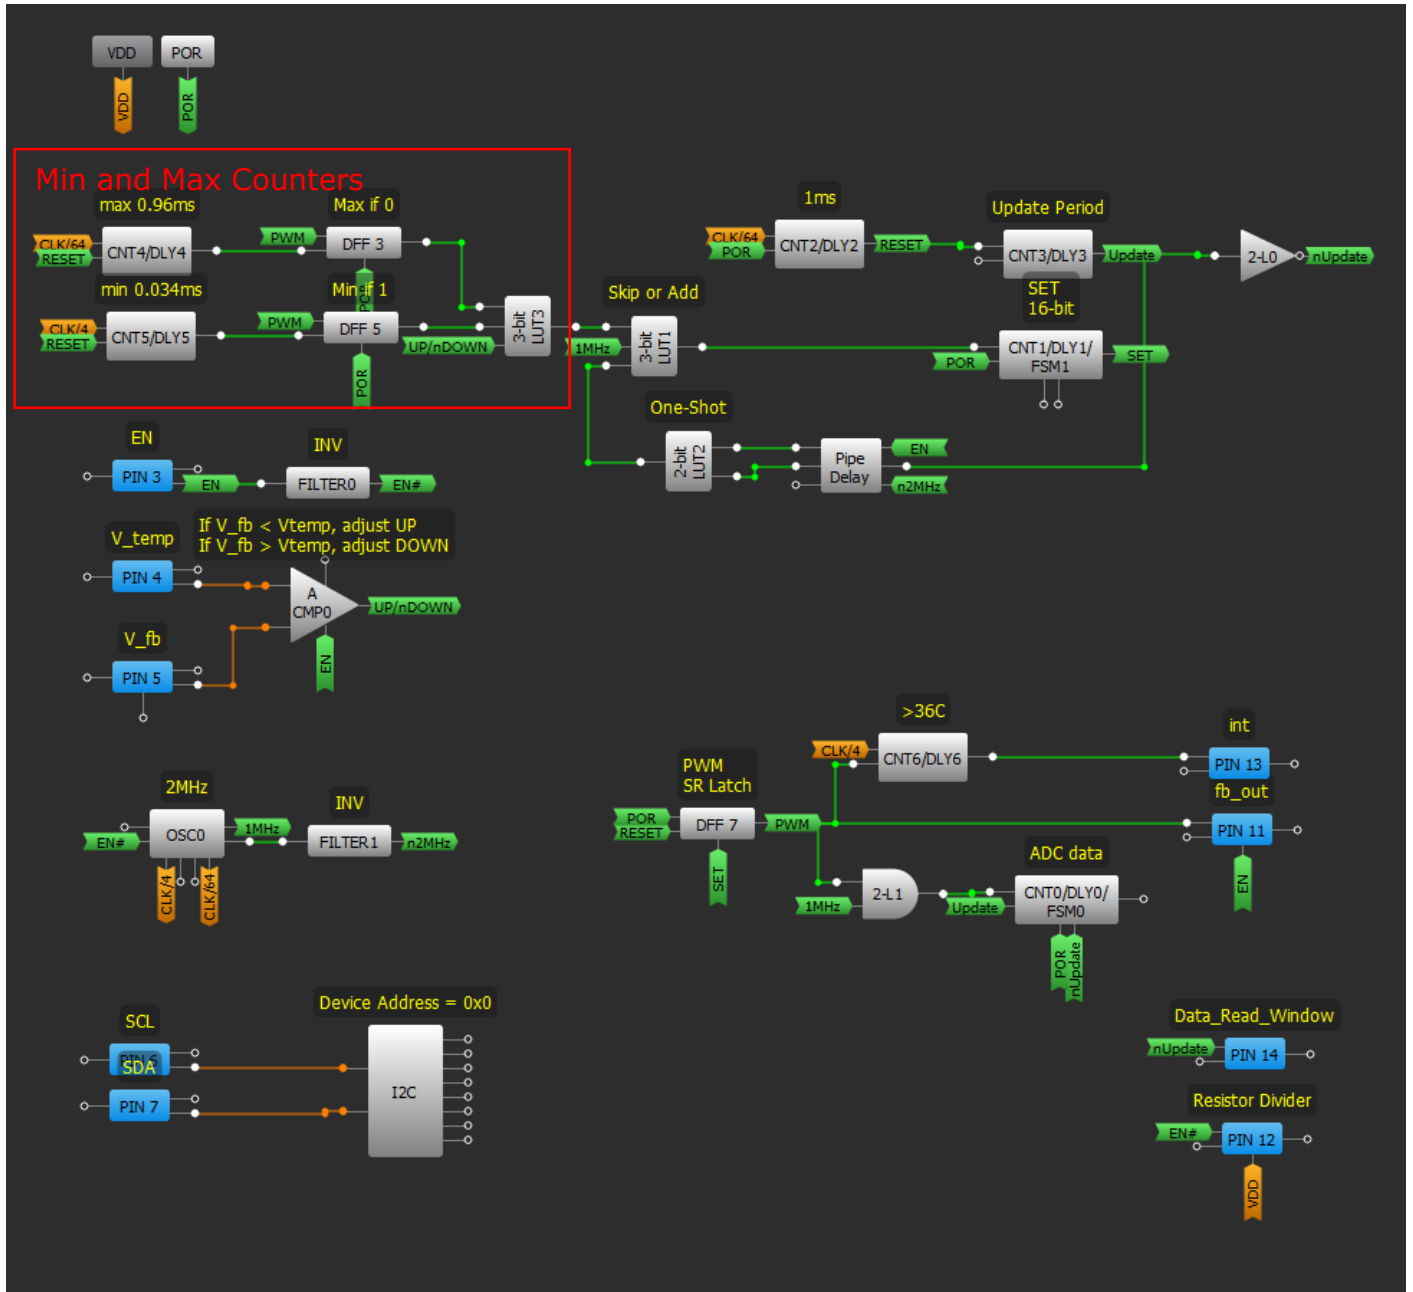 VDD
POR
VDD
POR
Min and Max Counters
max 0.96ms
Max if 0
CLK/64
RESET
CNT4/DLY4
PWM
DFF 3
POR
min 0.034ms
Min if 1
CLK/4
RESET
CNT5/DLY5
PWM
DFF 5
POR
UP/nDOWN
3-bit
LUT3
1ms
CLK/64
POR
CNT2/DLY2
RESET
Update Period
CNT3/DLY3
Update
2-L0
nUpdate
SET
16-bit
Skip or Add
1MHz
3-bit
LUT1
POR
CNT1/DLY1/
FSM1
SET
One-Shot
2-bit
LUT2
Pipe
Delay
EN
n2MHz
EN
PIN 3
EN
INV
FILTER0
EN#
V_temp
PIN 4
If V_fb < Vtemp, adjust UP
If V_fb > Vtemp, adjust DOWN
A
CMP0
UP/nDOWN
EN
V_fb
PIN 5
2MHz
EN#
OSC0
1MHz
CLK/4
CLK/64
INV
FILTER1
n2MHz
>36C
CLK/4
CNT6/DLY6
int
PIN 13
PWM
SR Latch
POR
RESET
DFF 7
PWM
SET
fb_out
PIN 11
EN
1MHz
2-L1
Update
ADC data
CNT0/DLY0/
FSM0
POR
nUpdate
SCL
PIN 6
SDA
PIN 7
Device Address = 0x0
I2C
Data_Read_Window
nUpdate
PIN 14
Resistor Divider
EN#
PIN 12
VDD